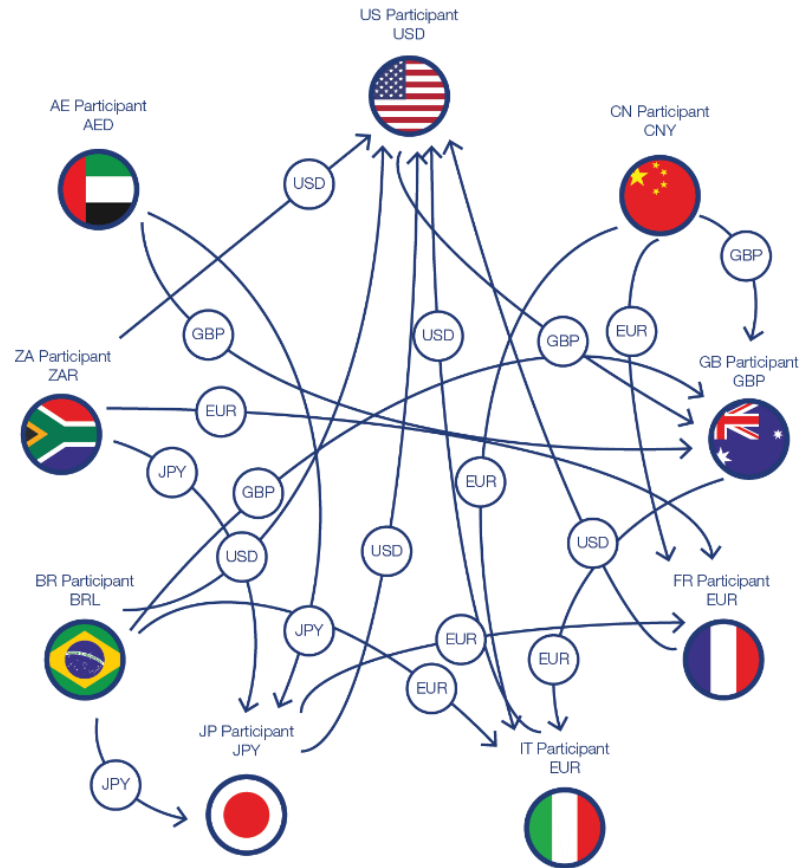 US Participant
USD
AE Participant
AED
CN Participant
CNY
USD
GBP
GBP
USD
GBP
EUR
ZA Participant
ZAR
GB Participant
GBP
EUR
JPY
GBP
EUR
USD
USD
USD
BR Participant
BRL
FR Participant
EUR
JPY
EUR
EUR
EUR
JP Participant
JPY
IT Participant
EUR
JPY